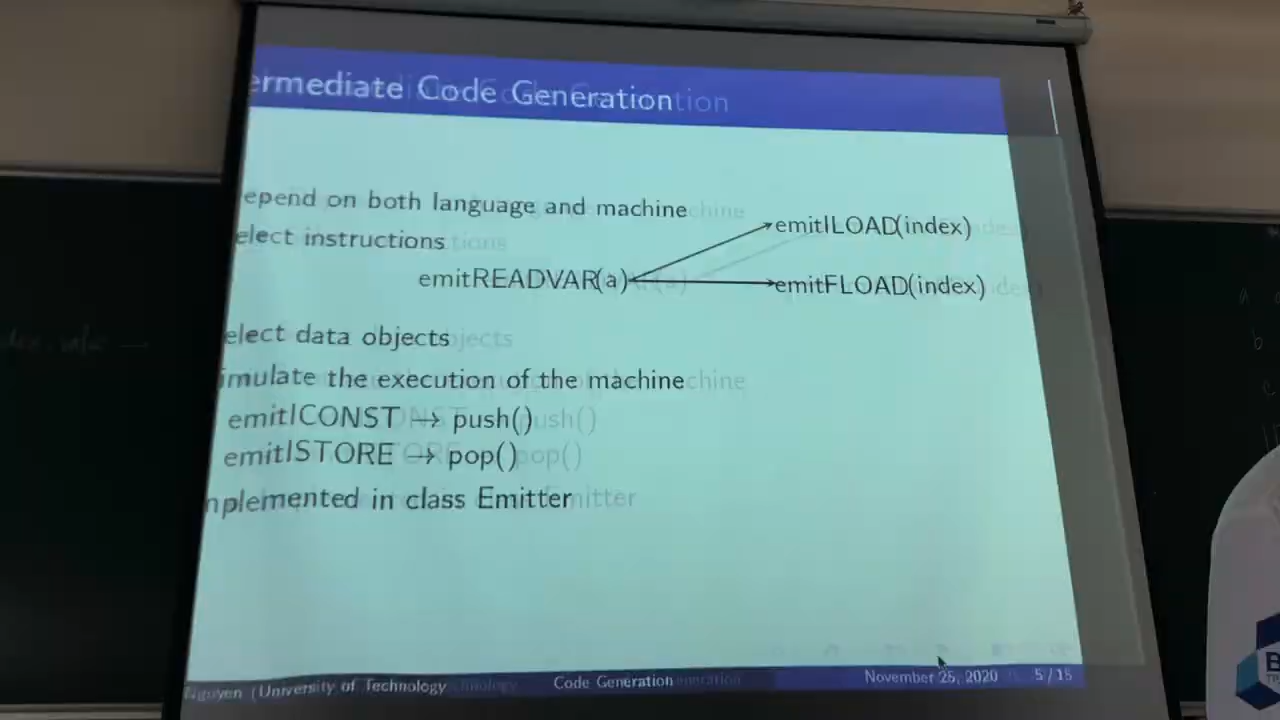 ermediate Code Generation
epend on both language and machine
elect instructions
emitREADVAR(a)
emitILOAD(index)
emitFLOAD(index)
elect data objects
imulate the execution of the machine
emitICONST → push()
emitISTORE → pop()
nplemented in class Emitter
Nguyen (University of Technology Code Generation November 25, 2020 5 / 15